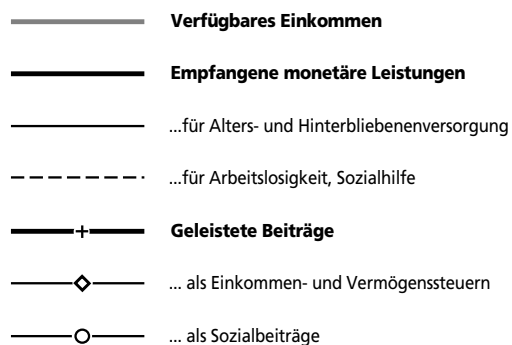 Verfügbares Einkommen
Empfangene monetäre Leistungen
...für Alters- und Hinterbliebenenversorgung
...für Arbeitslosigkeit, Sozialhilfe
Geleistete Beiträge
... als Einkommen- und Vermögenssteuern
... als Sozialbeiträge